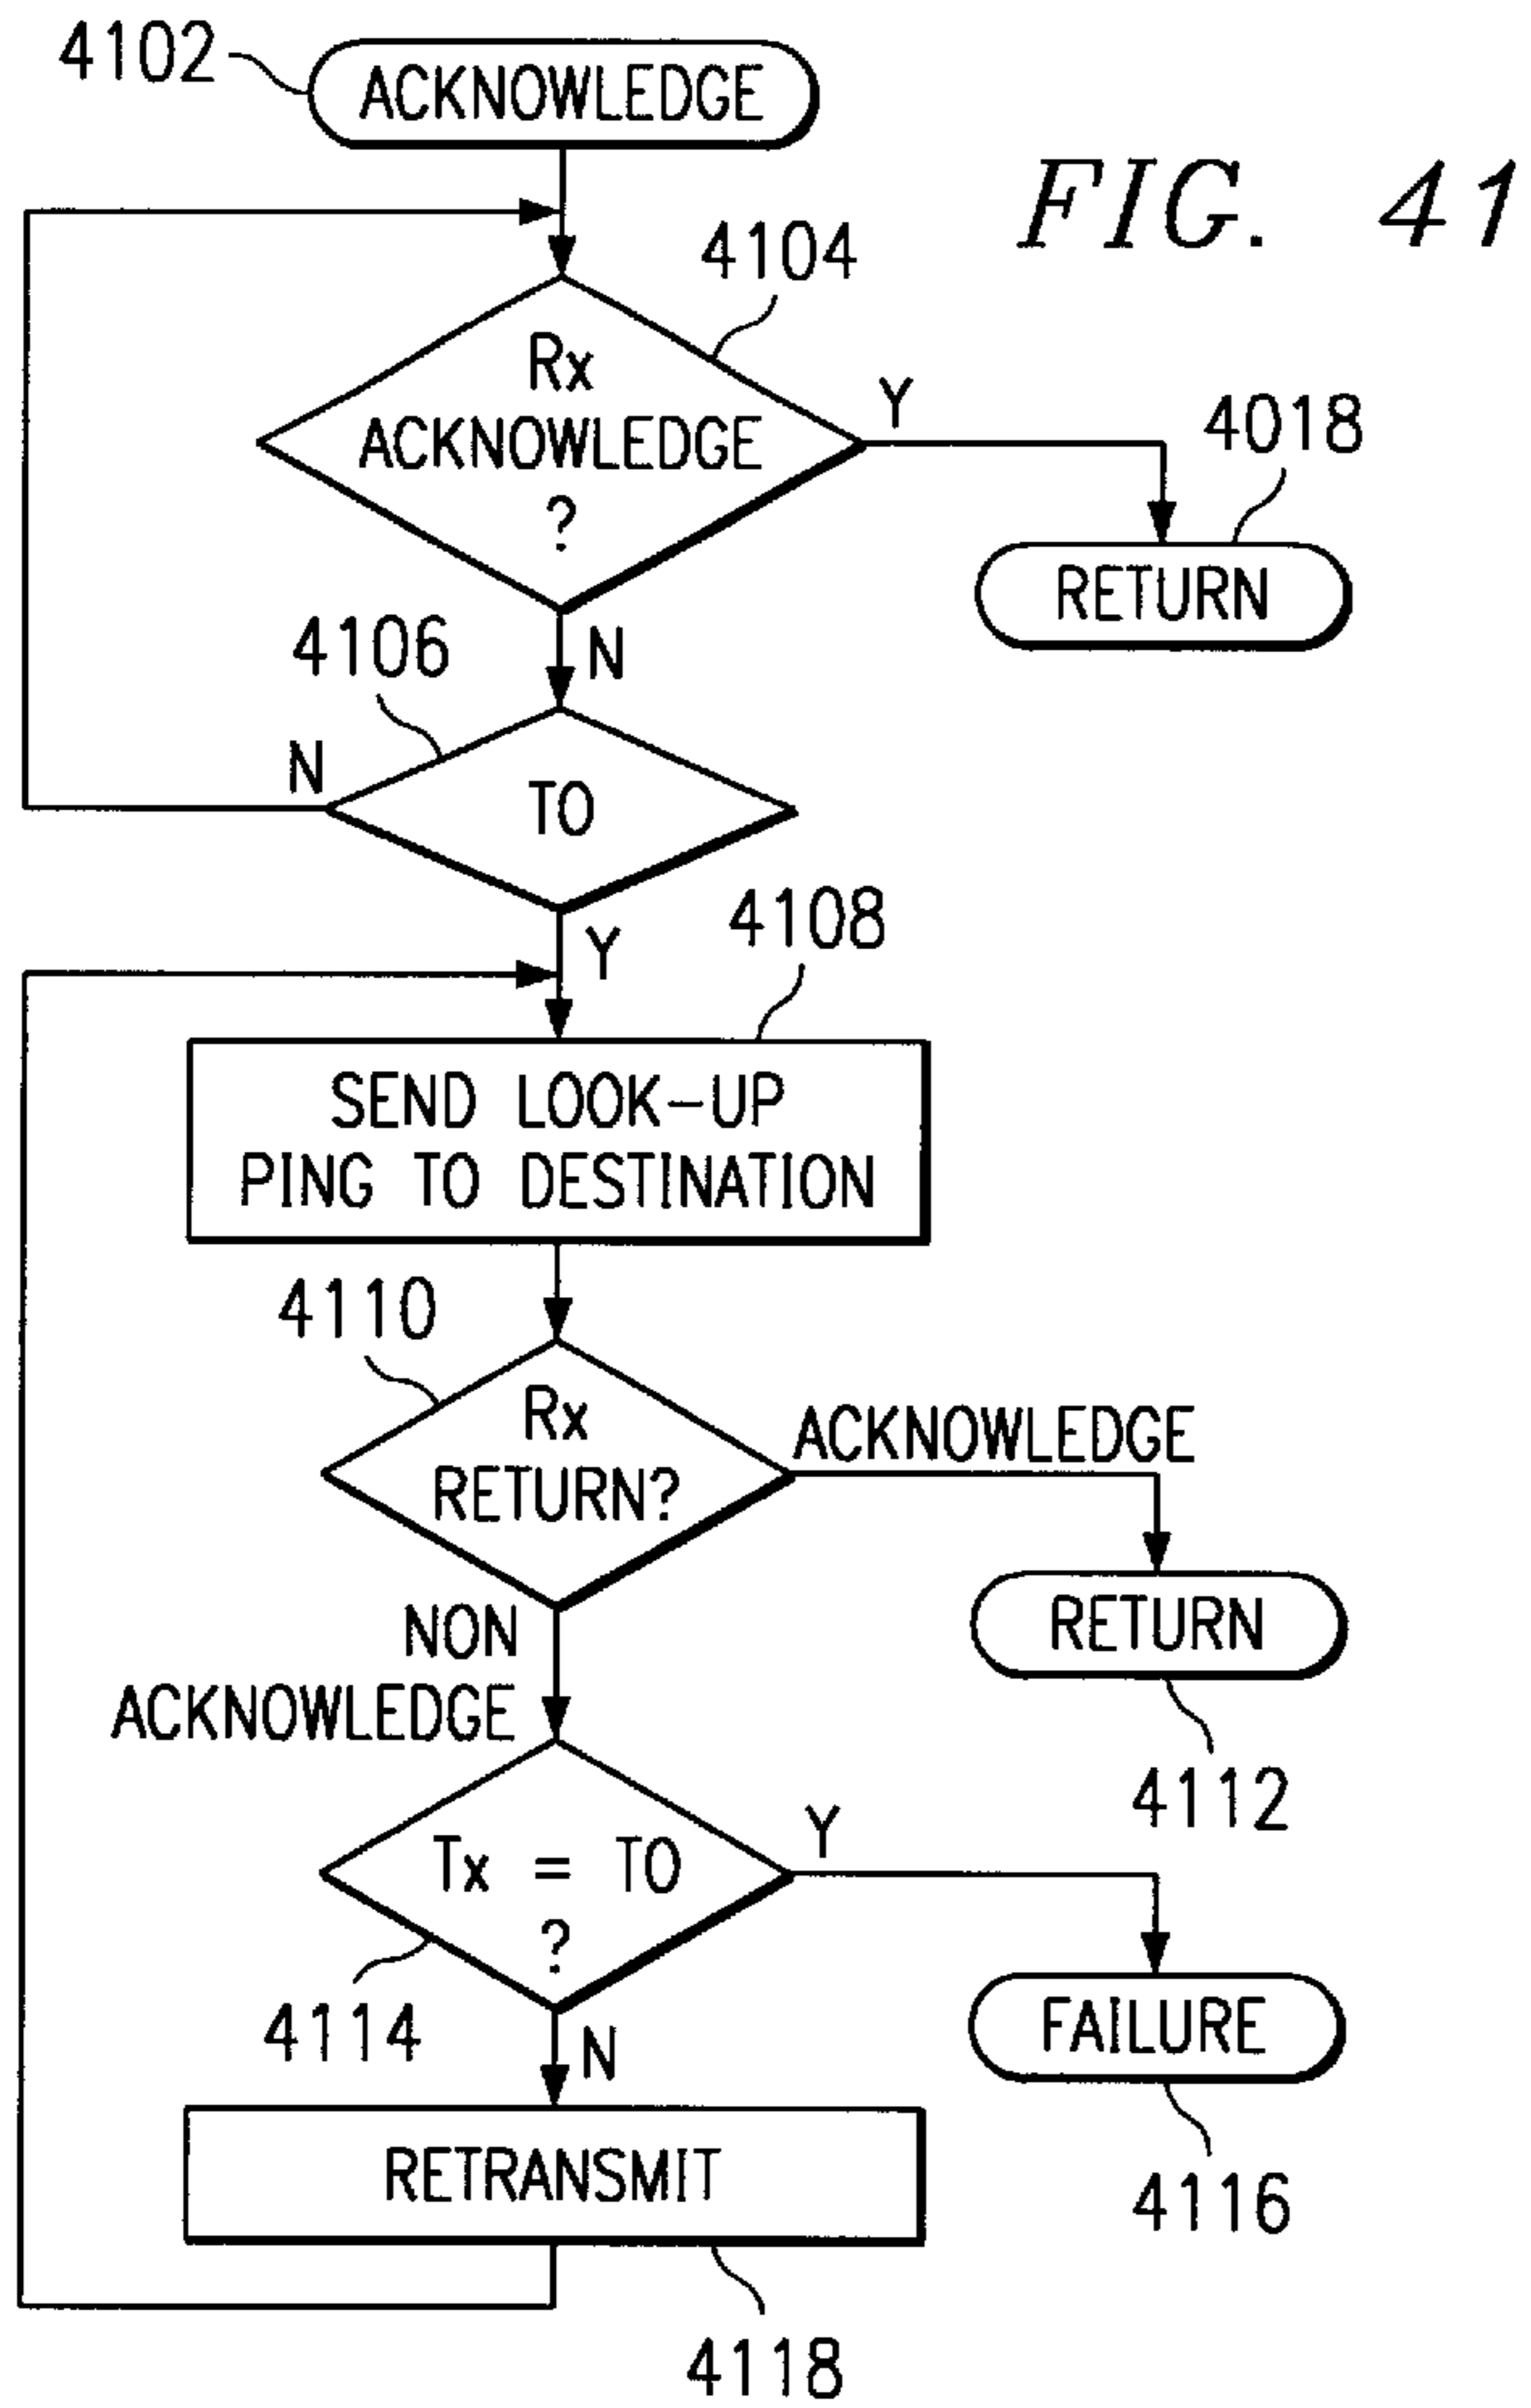 4102
ACKNOWLEDGE
FIG. 41
4104
Rx
ACKNOWLEDGE
?
Y
4018
RETURN
N
4106
N
TO
Y
4108
SEND LOOK-UP
PING TO DESTINATION
4110
Rx
RETURN?
ACKNOWLEDGE
RETURN
4112
NON
ACKNOWLEDGE
Tx = TO
?
Y
4114
FAILURE
4116
N
RETRANSMIT
4118